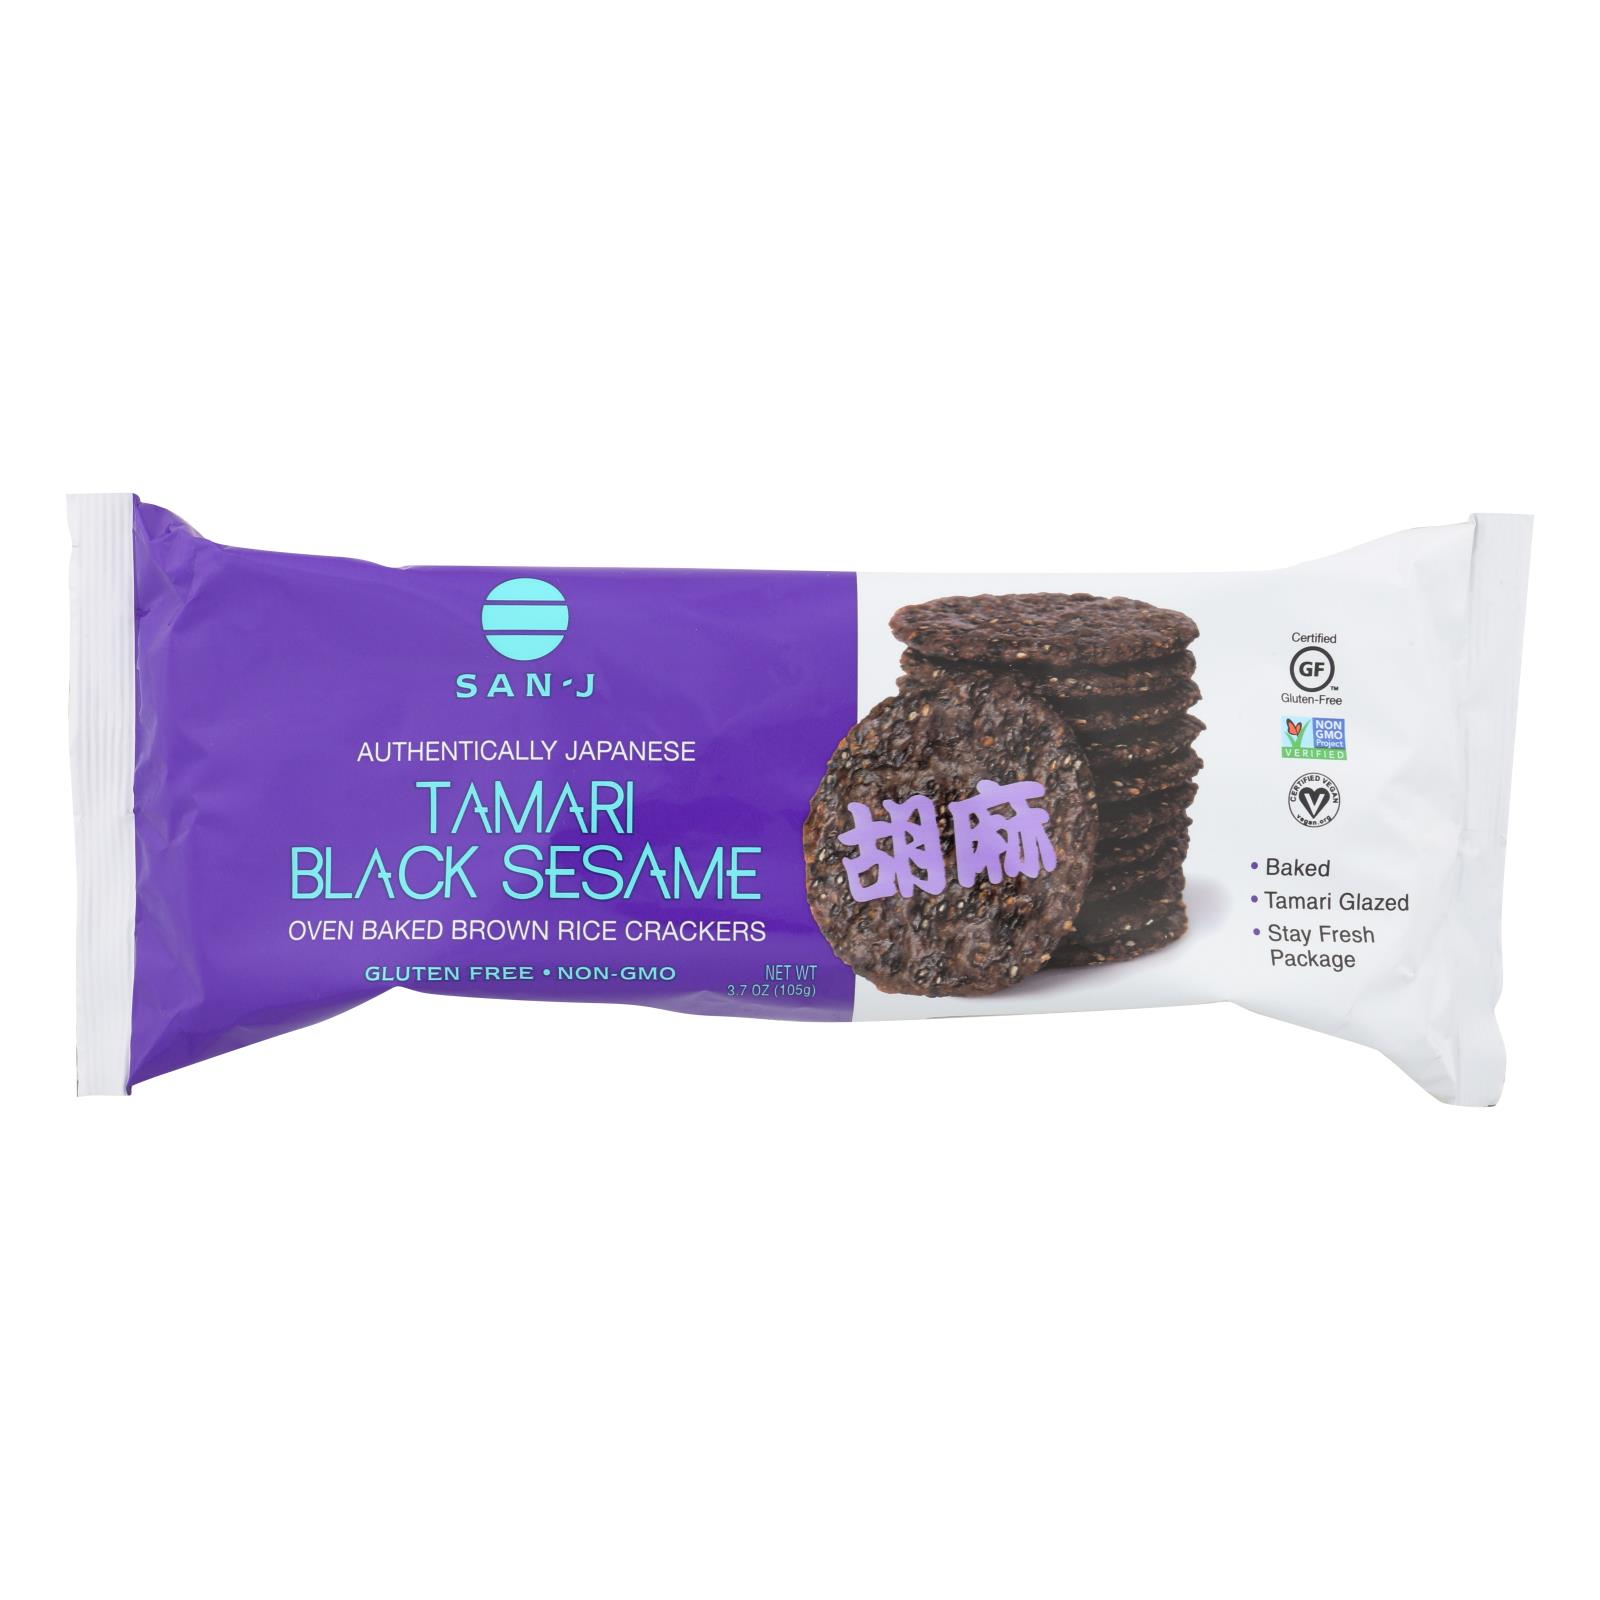 SAN-J
AUTHENTICALLY JAPANESE
TAMARI
BLACK SESAME
OVEN BAKED BROWN RICE CRACKERS
GLUTEN FREE • NON-GMO
NET WT
3.7 OZ (105g)
胡麻
Certified
GF
™
Gluten-Free
NON
GMO
Project
VERIFIED
CERTIFIED VEGAN
vegan.org
• Baked
• Tamari Glazed
• Stay Fresh
Package